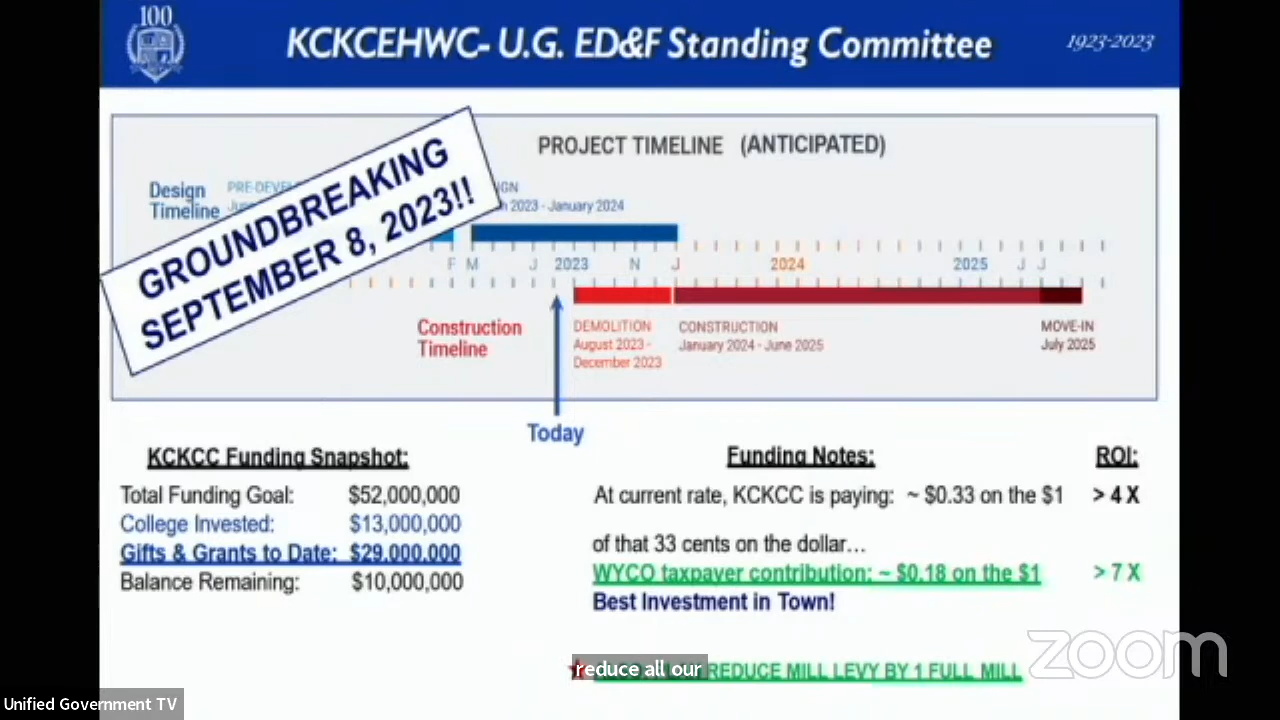 100
KCKCEHWC- U.G. ED&F Standing Committee
1923-2023
PROJECT TIMELINE (ANTICIPATED)
GROUNDBREAKING
SEPTEMBER 8, 2023!!
Design
Timeline
2023 - January 2024
F M J 2023 N J 2024 2025 J J
Construction
Timeline
DEMOLITION
August 2023 -
December 2023
CONSTRUCTION
January 2024 - June 2025
MOVE-IN
July 2025
Today
KCKCC Funding Snapshot:
Total Funding Goal: $52,000,000
College Invested: $13,000,000
Gifts & Grants to Date: $29,000,000
Balance Remaining: $10,000,000
Funding Notes: ROI:
At current rate, KCKCC is paying: ~ $0.33 on the $1 > 4 X
of that 33 cents on the dollar…
WYCO taxpayer contribution: ~ $0.18 on the $1 > 7 X
Best Investment in Town!
REDUCE MILL LEVY BY 1 FULL MILL
reduce all our
zoom
Unified Government TV